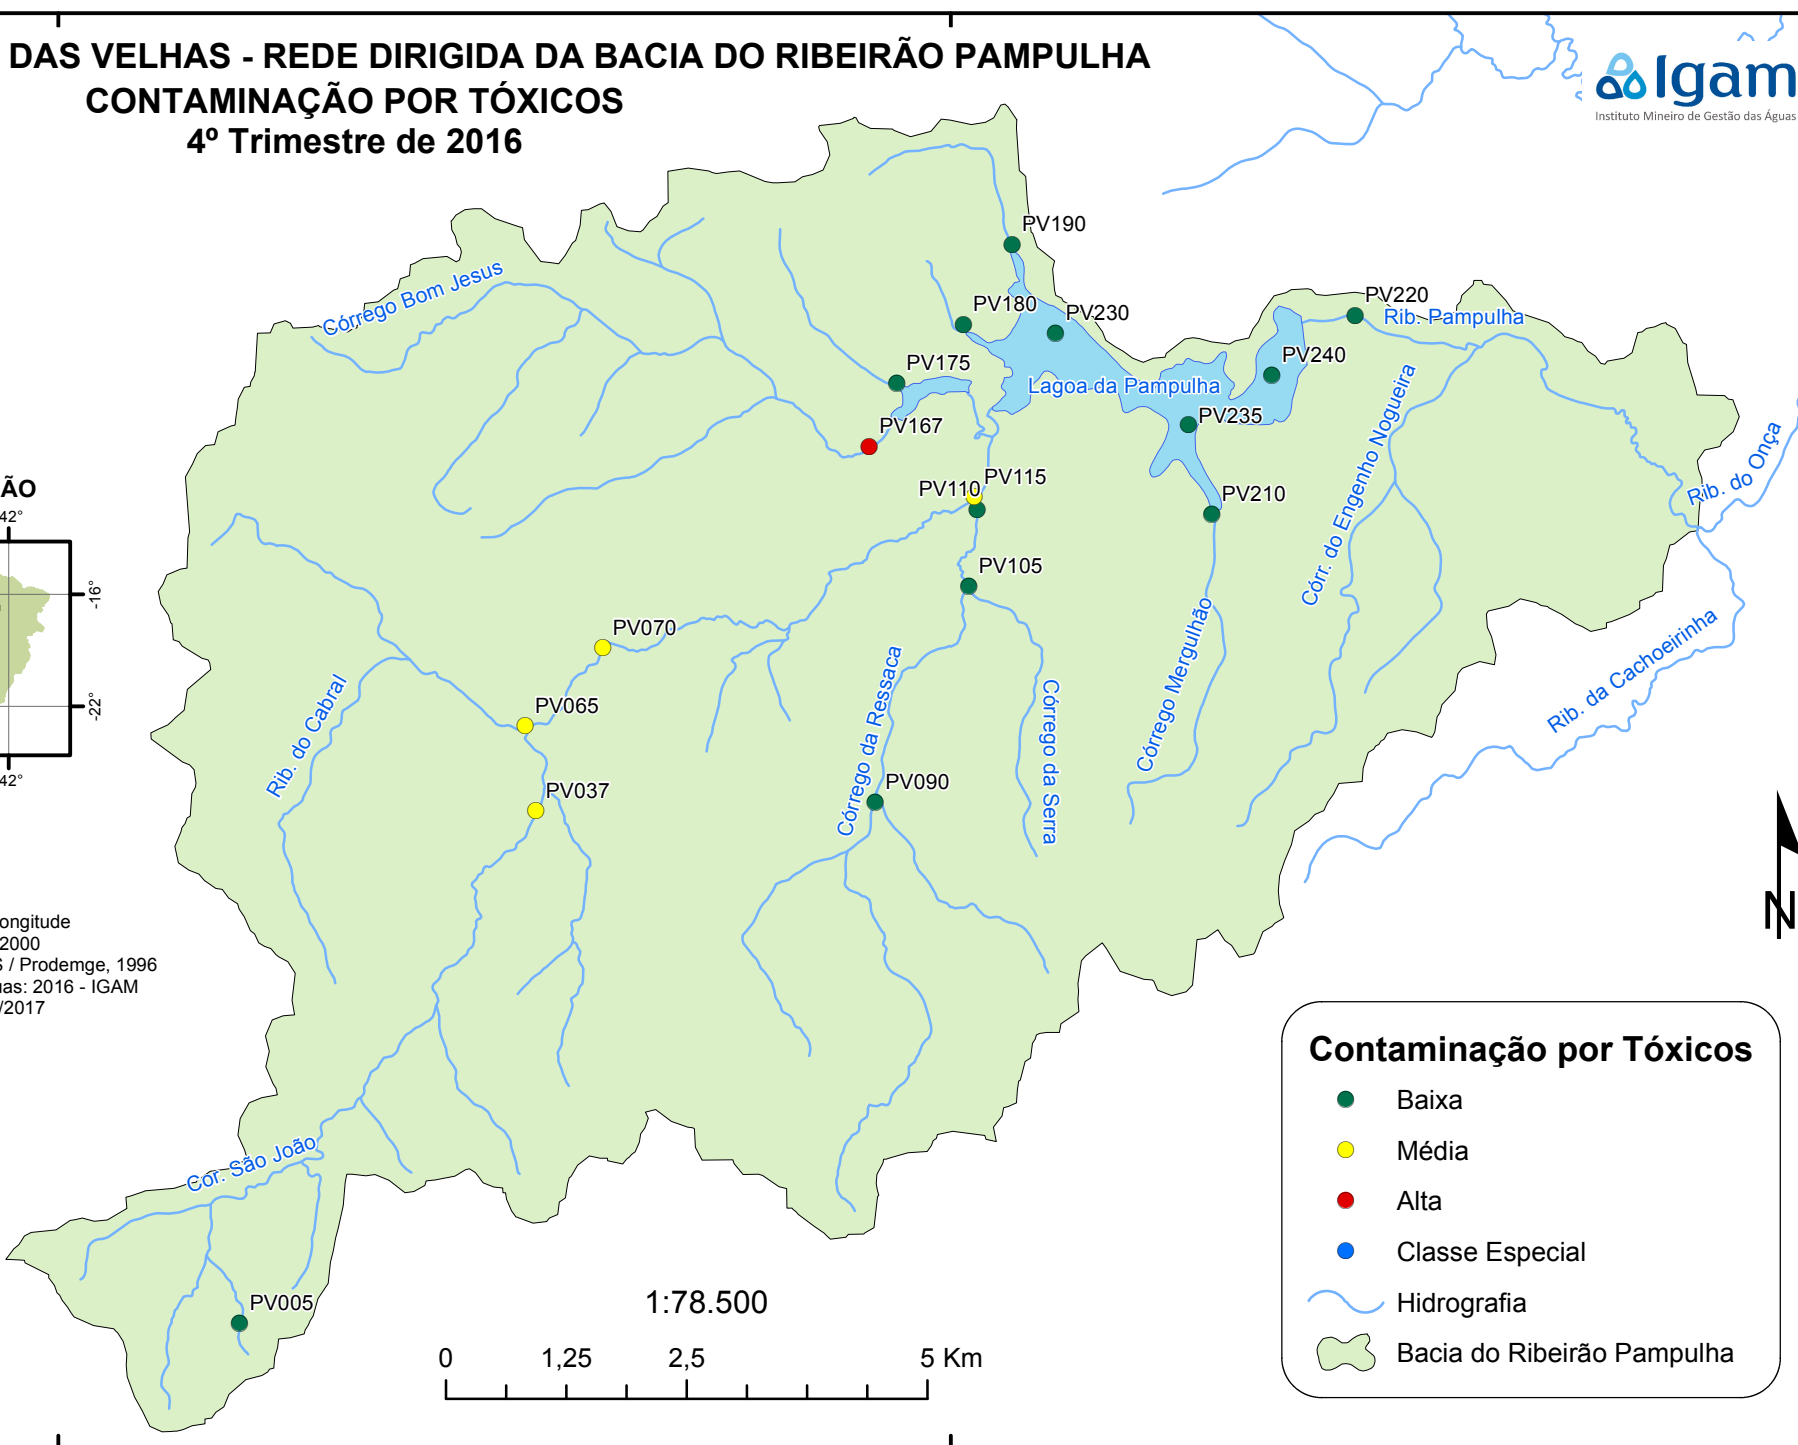 DAS VELHAS - REDE DIRIGIDA DA BACIA DO RIBEIRÃO PAMPULHA
CONTAMINAÇÃO POR TÓXICOS
4º Trimestre de 2016
Igam
Instituto Mineiro de Gestão das Águas
PV190
Córrego Bom Jesus
PV180
PV230
PV220
Rib. Pampulha
PV175
PV240
Lagoa da Pampulha
PV167
PV235
Córr. do Engenho Nogueira
Rib. do Onça
PV115
PV110
PV210
ÃO
42°
-16°
-22°
42°
PV105
PV070
Córrego Mergulhão
Rib. da Cachoeirinha
Rib. do Cabral
PV065
Córrego da Ressaca
Córrego da Serra
PV037
PV090
N
ongitude
2000
S / Prodemge, 1996
uas: 2016 - IGAM
/2017
Cor. São João
PV005
1:78.500
0 1,25 2,5 5 Km
Contaminação por Tóxicos
Baixa
Média
Alta
Classe Especial
Hidrografia
Bacia do Ribeirão Pampulha